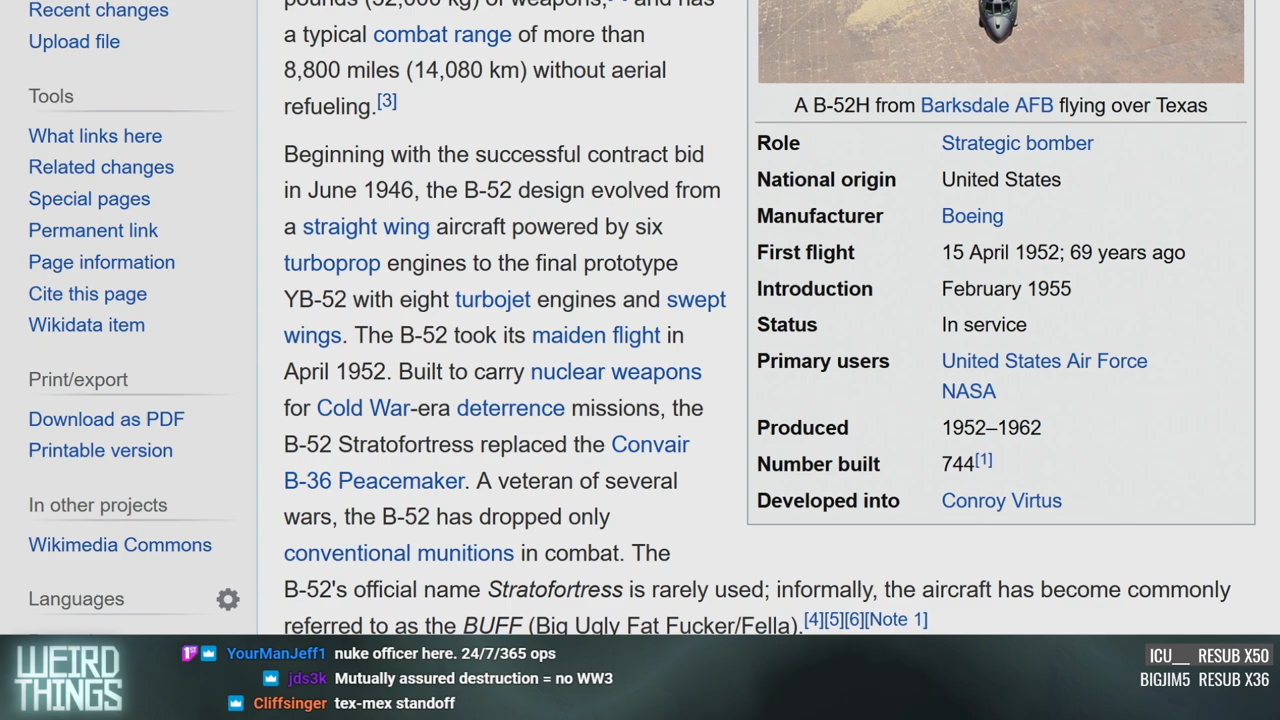 Recent changes
Upload file
Tools
What links here
Related changes
Special pages
Permanent link
Page information
Cite this page
Wikidata item
Print/export
Download as PDF
Printable version
In other projects
Wikimedia Commons
Languages
of weapons, and has
a typical combat range of more than
8,800 miles (14,080 km) without aerial
refueling.[3]
Beginning with the successful contract bid
in June 1946, the B-52 design evolved from
a straight wing aircraft powered by six
turboprop engines to the final prototype
YB-52 with eight turbojet engines and swept
wings. The B-52 took its maiden flight in
April 1952. Built to carry nuclear weapons
for Cold War-era deterrence missions, the
B-52 Stratofortress replaced the Convair
B-36 Peacemaker. A veteran of several
wars, the B-52 has dropped only
conventional munitions in combat. The
B-52's official name Stratofortress is rarely used; informally, the aircraft has become commonly
referred to as the BUFF (Big Ugly Fat Fucker/Fella).[4][5][6][Note 1]
A B-52H from Barksdale AFB flying over Texas
Role Strategic bomber
National origin United States
Manufacturer Boeing
First flight 15 April 1952; 69 years ago
Introduction February 1955
Status In service
Primary users United States Air Force
NASA
Produced 1952–1962
Number built 744[1]
Developed into Conroy Virtus
WEIRD
THINGS
YourManJeff1 nuke officer here. 24/7/365 ops
jds3k Mutually assured destruction = no WW3
Cliffsinger tex-mex standoff
ICU__ RESUB X50
BIGJIM5 RESUB X36